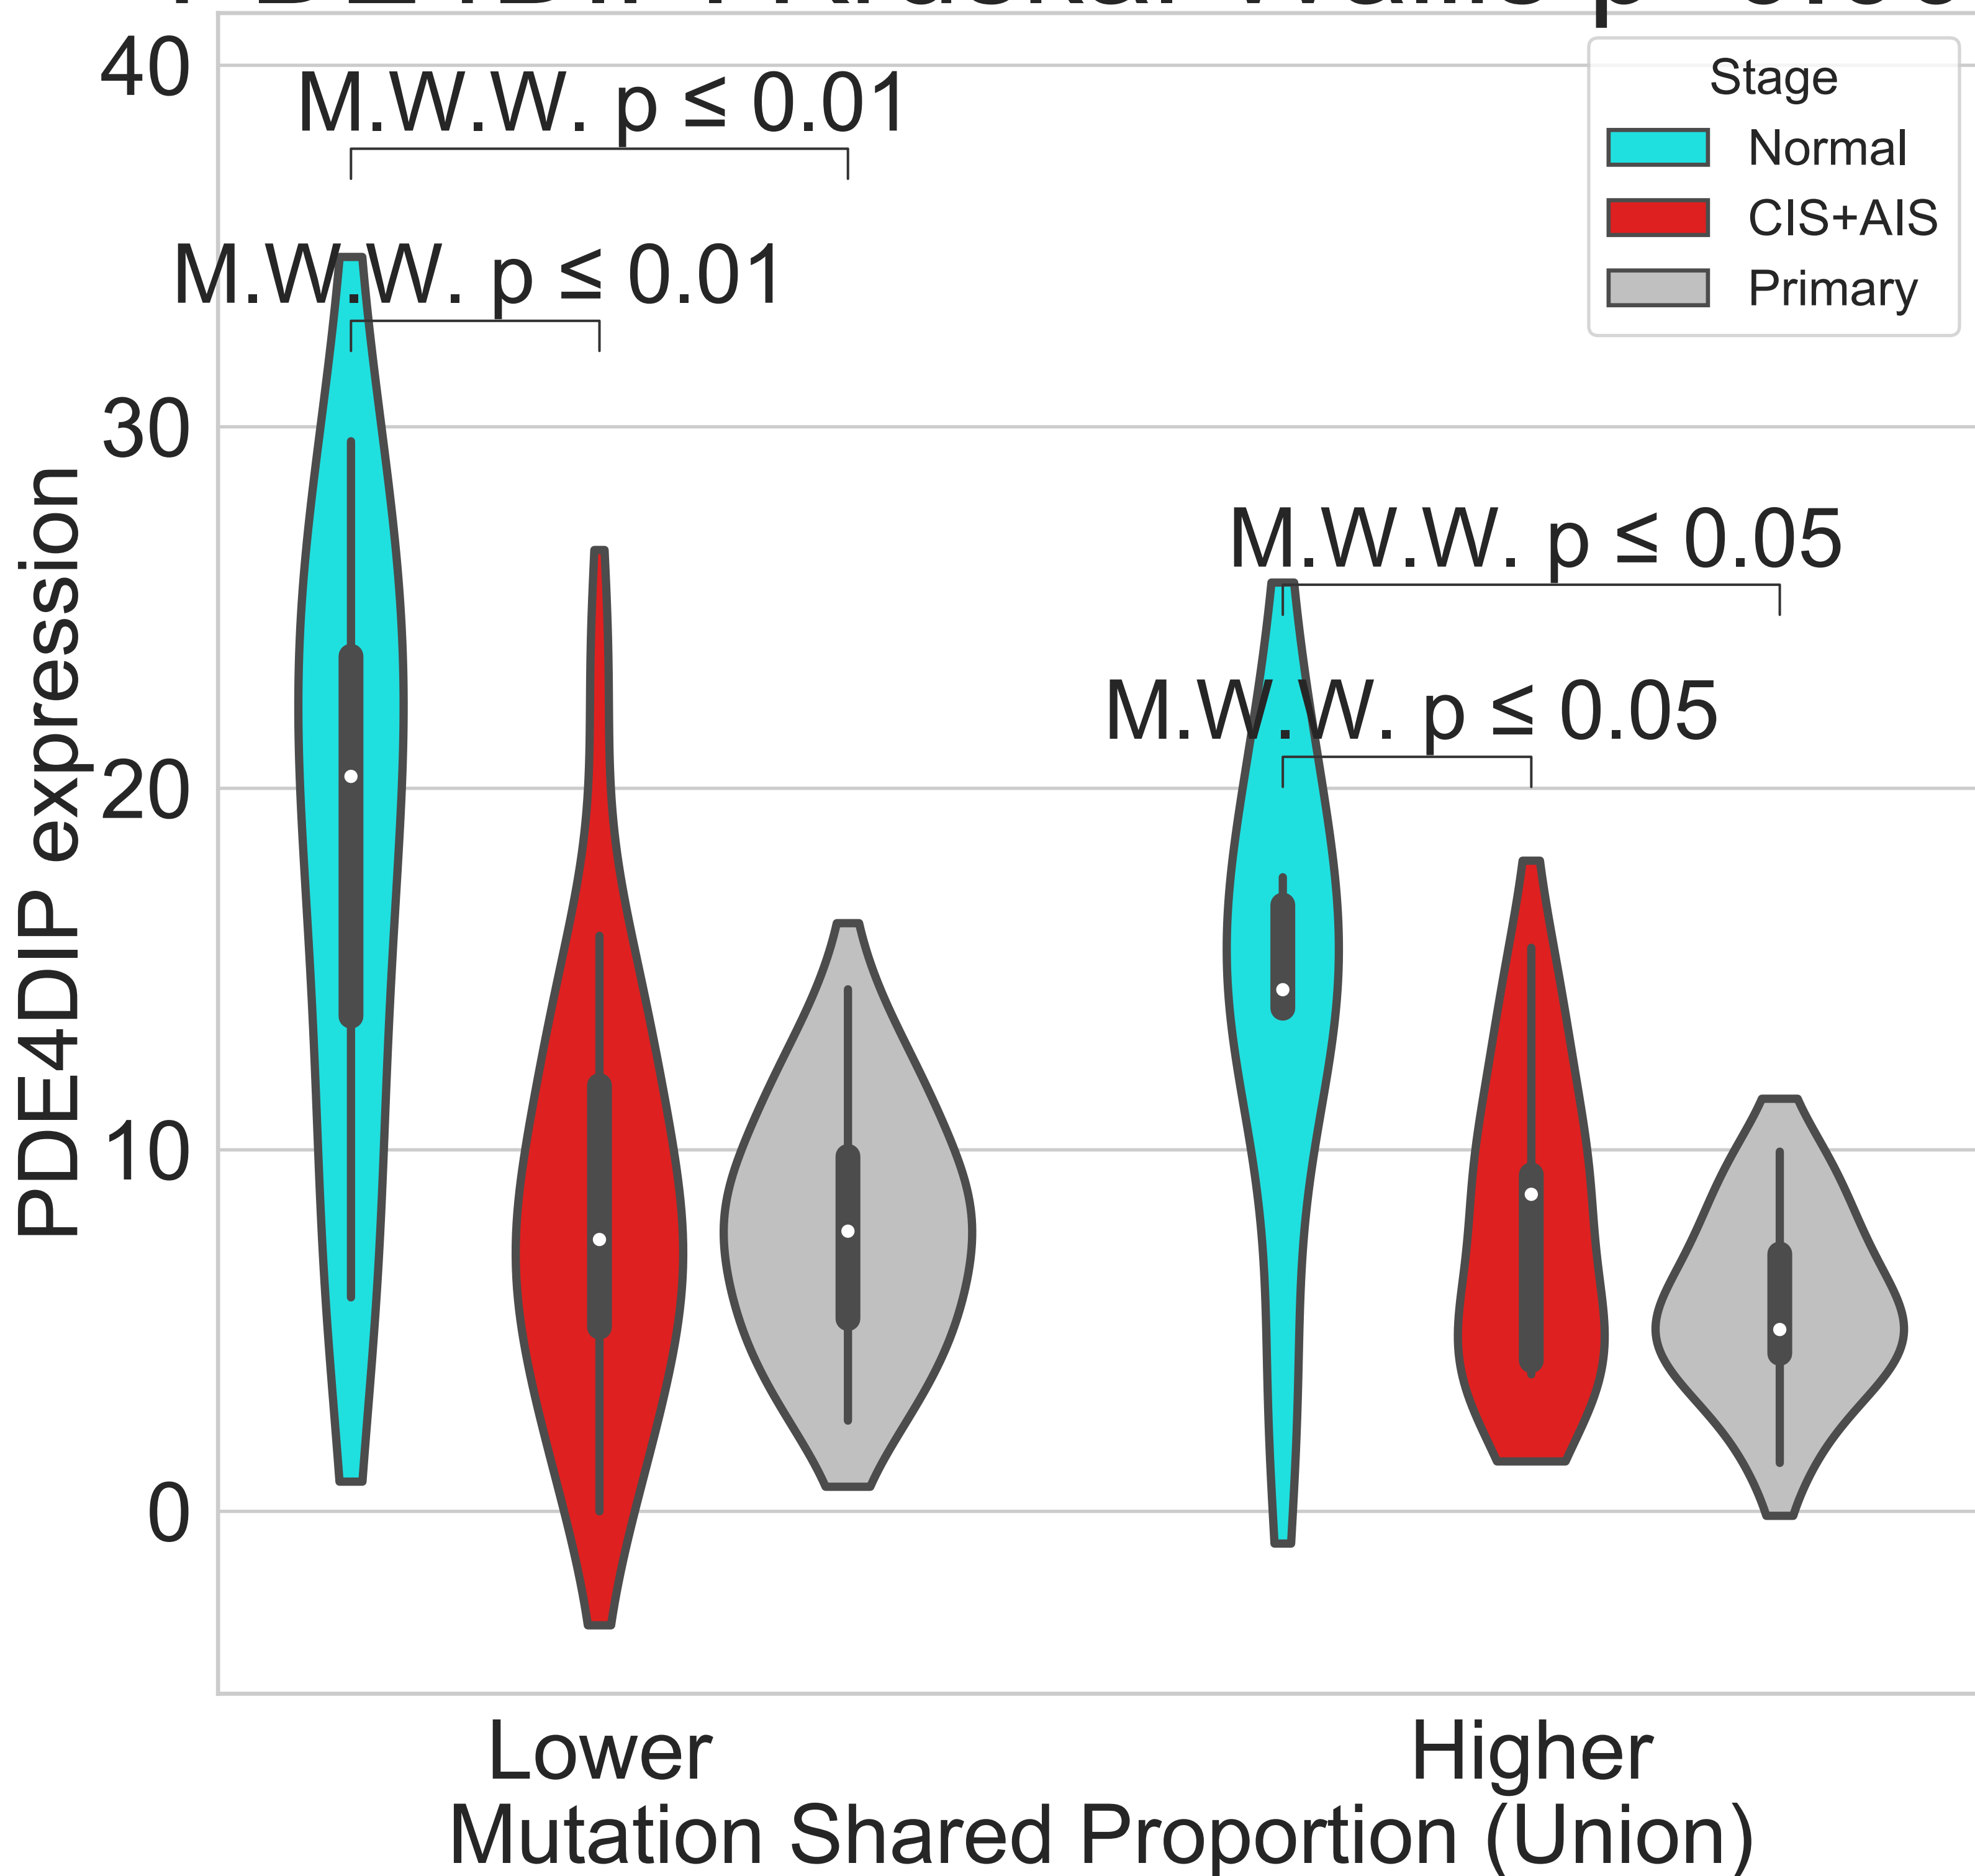 40
M.W.W. p ≤ 0.01
Stage
Normal
CIS+AIS
Primary
M.W.W. p ≤ 0.01
30
M.W.W. p ≤ 0.05
M.W.W. p ≤ 0.05
20
10
0
PDE4DIP expression
Lower
Higher
Mutation Shared Proportion (Union)